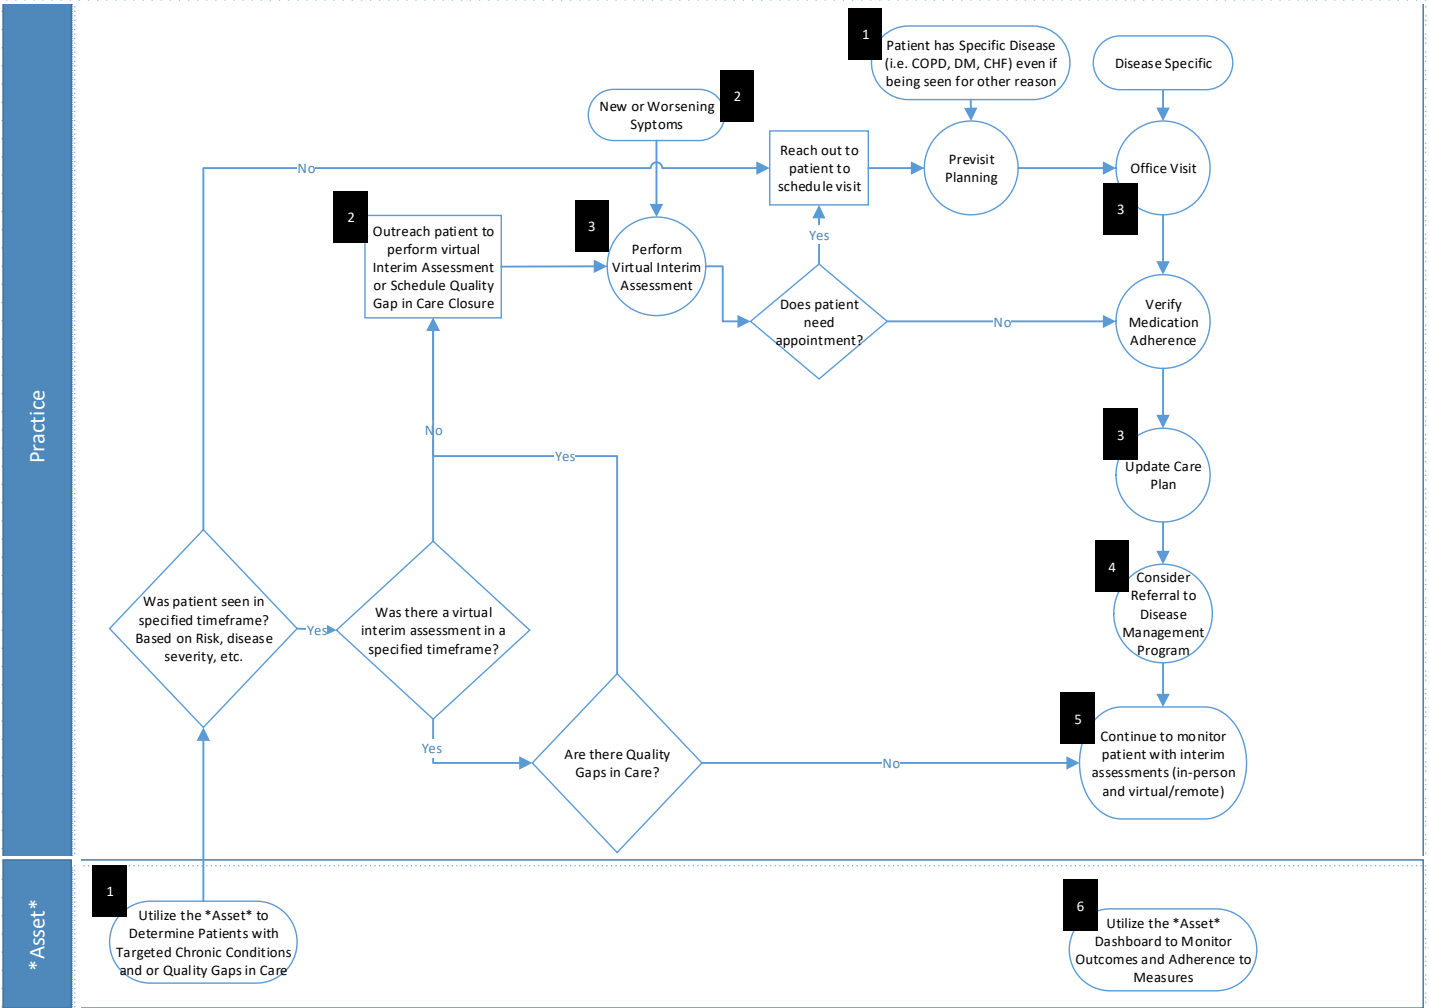 Practice
1
Patient has Specific Disease
(i.e. COPD, DM, CHF) even if
being seen for other reason
Disease Specific
New or Worsening
Syptoms
2
Reach out to
patient to
schedule visit
Previsit
Planning
Office Visit
3
No
2
Outreach patient to
perform virtual
Interim Assessment
or Schedule Quality
Gap in Care Closure
3
Perform
Virtual Interim
Assessment
Yes
Does patient
need
appointment?
No
Verify
Medication
Adherence
No
Yes
3
Update Care
Plan
Was patient seen in
specified timeframe?
Based on Risk, disease
severity, etc.
Yes
Was there a virtual
interim assessment in a
specified timeframe?
4
Consider
Referral to
Disease
Management
Program
Yes
Are there Quality
Gaps in Care?
No
5
Continue to monitor
patient with interim
assessments (in-person
and virtual/remote)
*Asset*
1
Utilize the *Asset* to
Determine Patients with
Targeted Chronic Conditions
and or Quality Gaps in Care
6
Utilize the *Asset*
Dashboard to Monitor
Outcomes and Adherence to
Measures